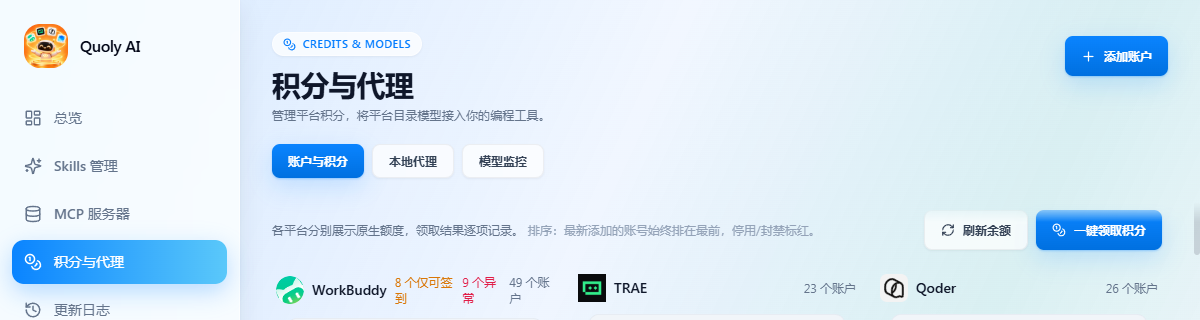 Quoly AI
总览
Skills 管理
MCP 服务器
积分与代理
更新日志
CREDITS & MODELS
积分与代理
管理平台积分，将平台目录模型接入你的编程工具。
添加账户
账户与积分
本地代理
模型监控
各平台分别展示原生额度，领取结果逐项记录。 排序：最新添加的账号始终排在最前，停用/封禁标红。
刷新余额
一键领取积分
WorkBuddy
8 个仅可签
到
9 个异
常
49 个账
户
TRAE
23 个账户
Qoder
26 个账户